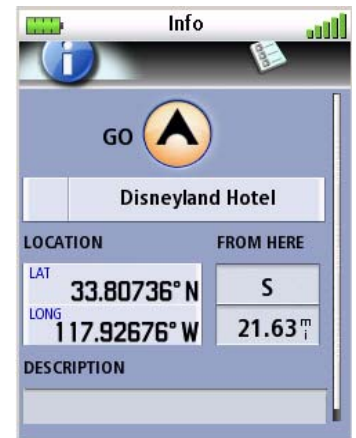 Info
GO
Disneyland Hotel
LOCATION
FROM HERE
LAT
33.80736° N
S
LONG
117.92676° W
21.63 mi
DESCRIPTION